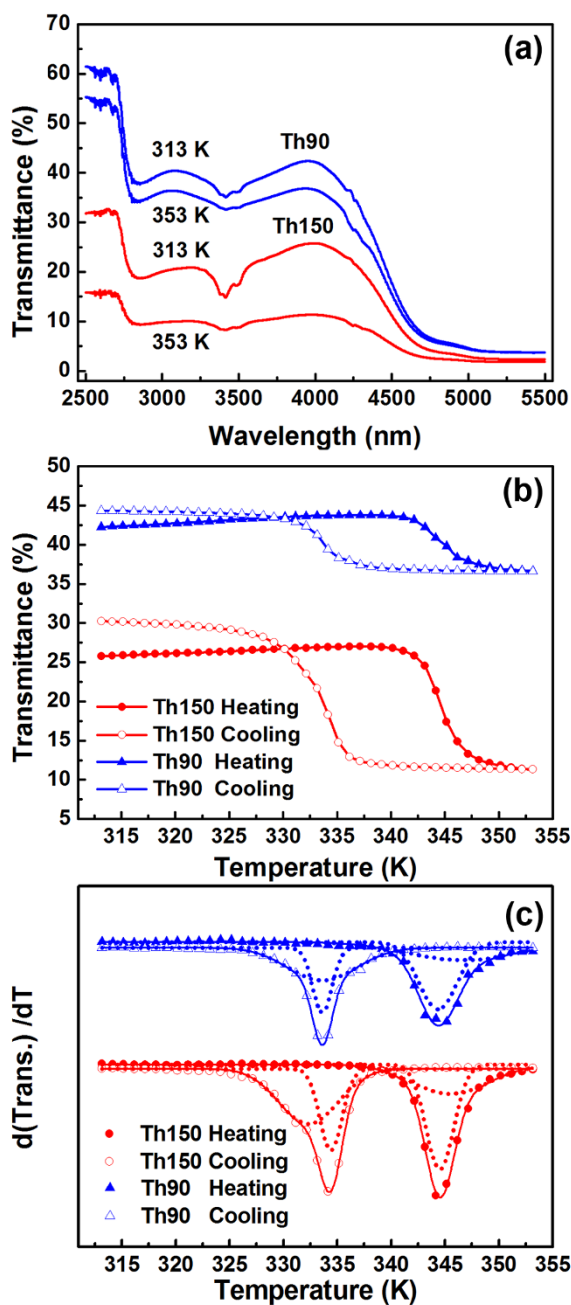 (a)
Transmittance (%)
70
60
50
40
30
20
10
0
313 K
Th90
353 K
Th150
313 K
353 K
2500 3000 3500 4000 4500 5000 5500
Wavelength (nm)
(b)
Transmittance (%)
50
45
40
35
30
25
20
15
10
5
Th150 Heating
Th150 Cooling
Th90 Heating
Th90 Cooling
315 320 325 330 335 340 345 350 355
Temperature (K)
(c)
d(Trans.) /dT
Th150 Heating
Th150 Cooling
Th90 Heating
Th90 Cooling
315 320 325 330 335 340 345 350 355
Temperature (K)